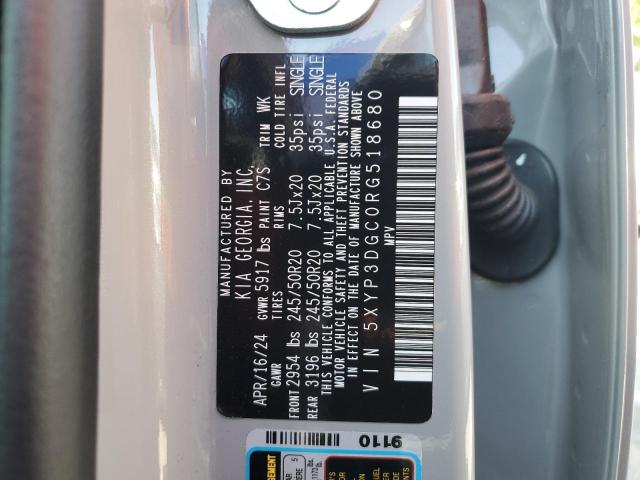 MANUFACTURED BY
KIA GEORGIA, INC.
APR/16/24 GVWR 5917 lbs PAINT C7S TRIM WK
GAWR TIRES RIMS COLD TIRE INFL
FRONT 2954 lbs 245/50R20 7.5Jx20 35psi SINGLE
REAR 3196 lbs 245/50R20 7.5Jx20 35psi SINGLE
THIS VEHICLE CONFORMS TO ALL APPLICABLE U.S.A. FEDERAL
MOTOR VEHICLE SAFETY AND THEFT PREVENTION STANDARDS
IN EFFECT ON THE DATE OF MANUFACTURE SHOWN ABOVE
VIN 5XYP3DGC0RG518680
MPV
9110